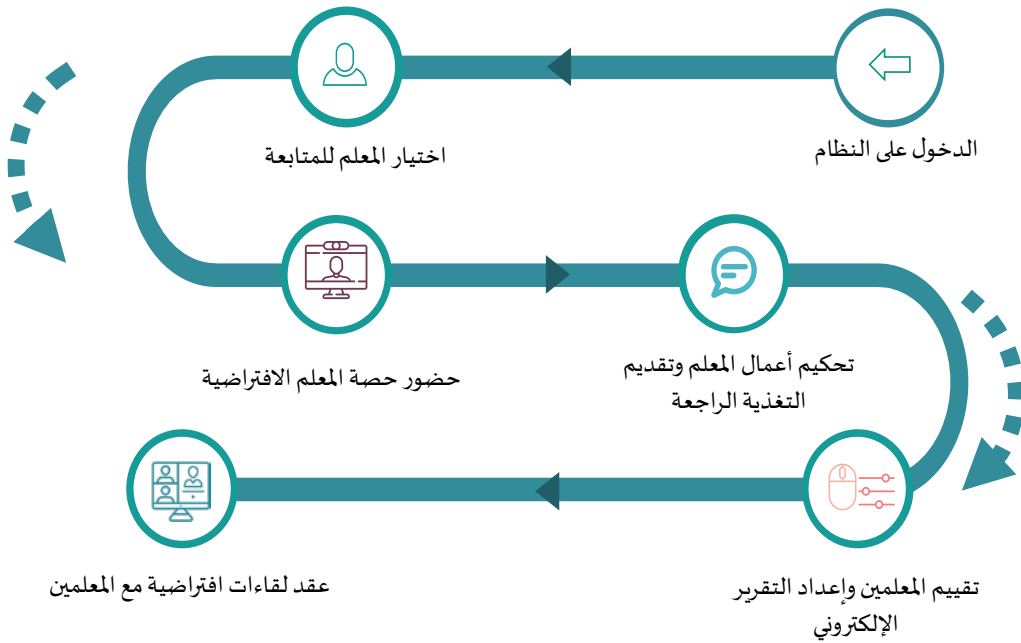 الدخول على النظام
اختيار المعلم للمتابعة
حضور حصة المعلم الافتراضية
تحكيم أعمال المعلم وتقديم
التغذية الراجعة
تقييم المعلمين وإعداد التقرير
الإلكتروني
عقد لقاءات افتراضية مع المعلمين